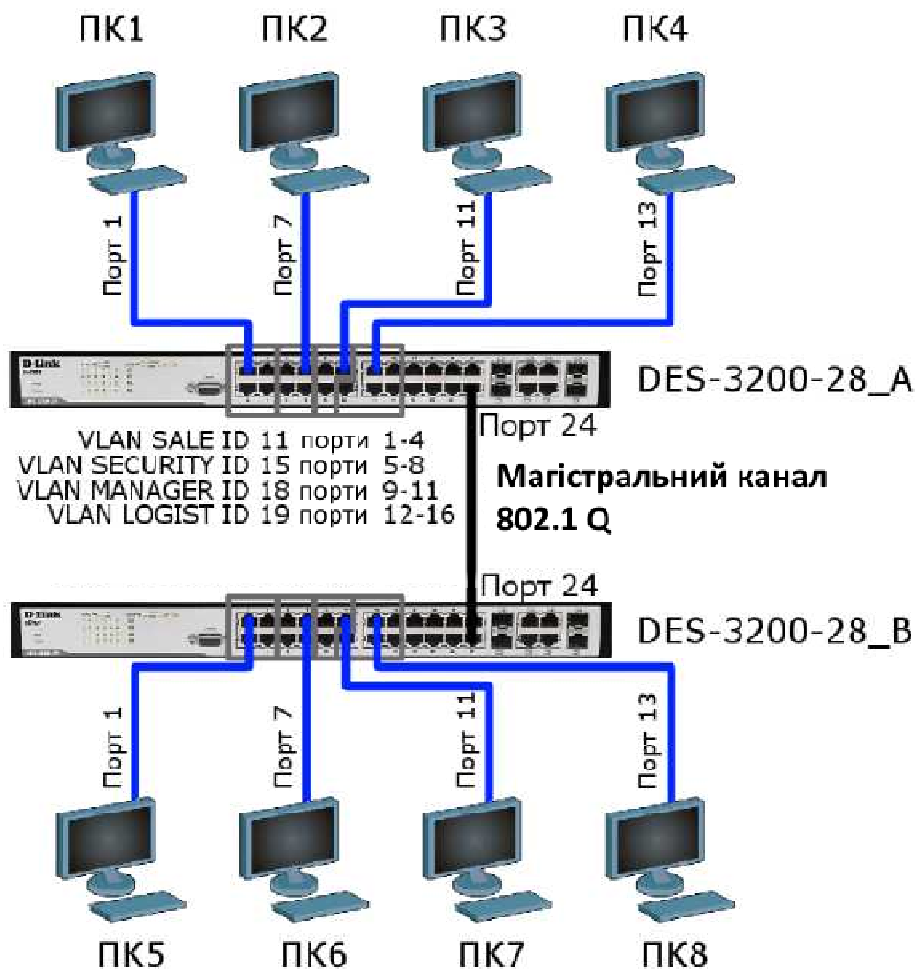 ПК1 ПК2 ПК3 ПК4
Порт 1
Порт 7
Порт 11
Порт 13
D-Link
DES-3200-28_A
Порт 24
VLAN SALE ID 11 порти 1-4
VLAN SECURITY ID 15 порти 5-8
VLAN MANAGER ID 18 порти 9-11
VLAN LOGIST ID 19 порти 12-16
Магістральний канал
802.1 Q
Порт 24
D-Link
DES-3200-28_B
Порт 1
Порт 7
Порт 11
Порт 13
ПК5 ПК6 ПК7 ПК8